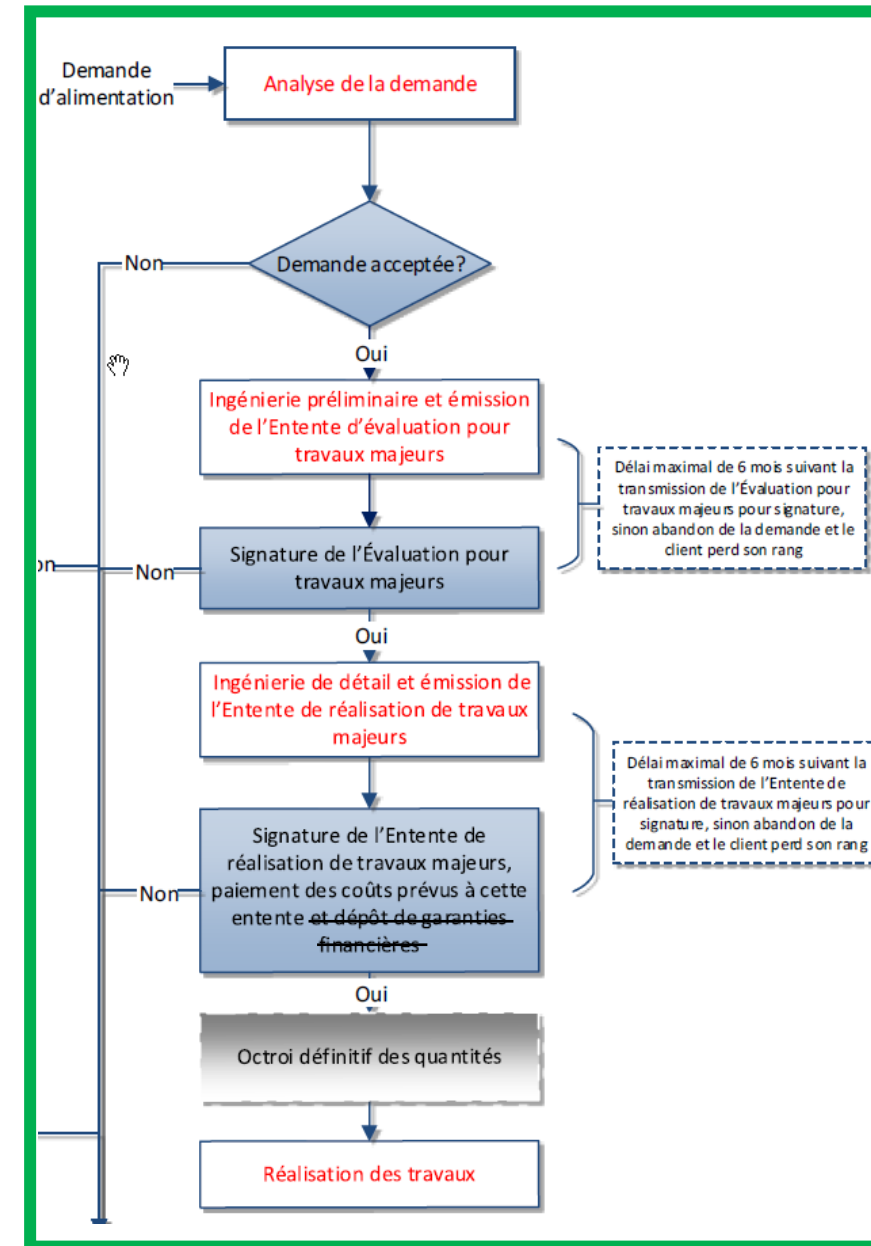 Demande
d'alimentation
Analyse de la demande
Non
Demande acceptée?
Oui
Ingénierie préliminaire et émission
de l'Entente d'évaluation pour
travaux majeurs
Délai maximal de 6 mois suivant la
transmission de l'Évaluation pour
travaux majeurs pour signature,
sinon abandon de la demande et le
client perd son rang
on
Non
Signature de l'Évaluation pour
travaux majeurs
Oui
Ingénierie de détail et émission de
l'Entente de réalisation de travaux
majeurs
Délai maximal de 6 mois suivant la
transmission de l'Entente de
réalisation de travaux majeurs pour
signature, sinon abandon de la
demande et le client perd son rang
Non
Signature de l'Entente de
réalisation de travaux majeurs,
paiement des coûts prévus à cette
entente et dépôt de garanties
financières
Oui
Octroi définitif des quantités
Réalisation des travaux